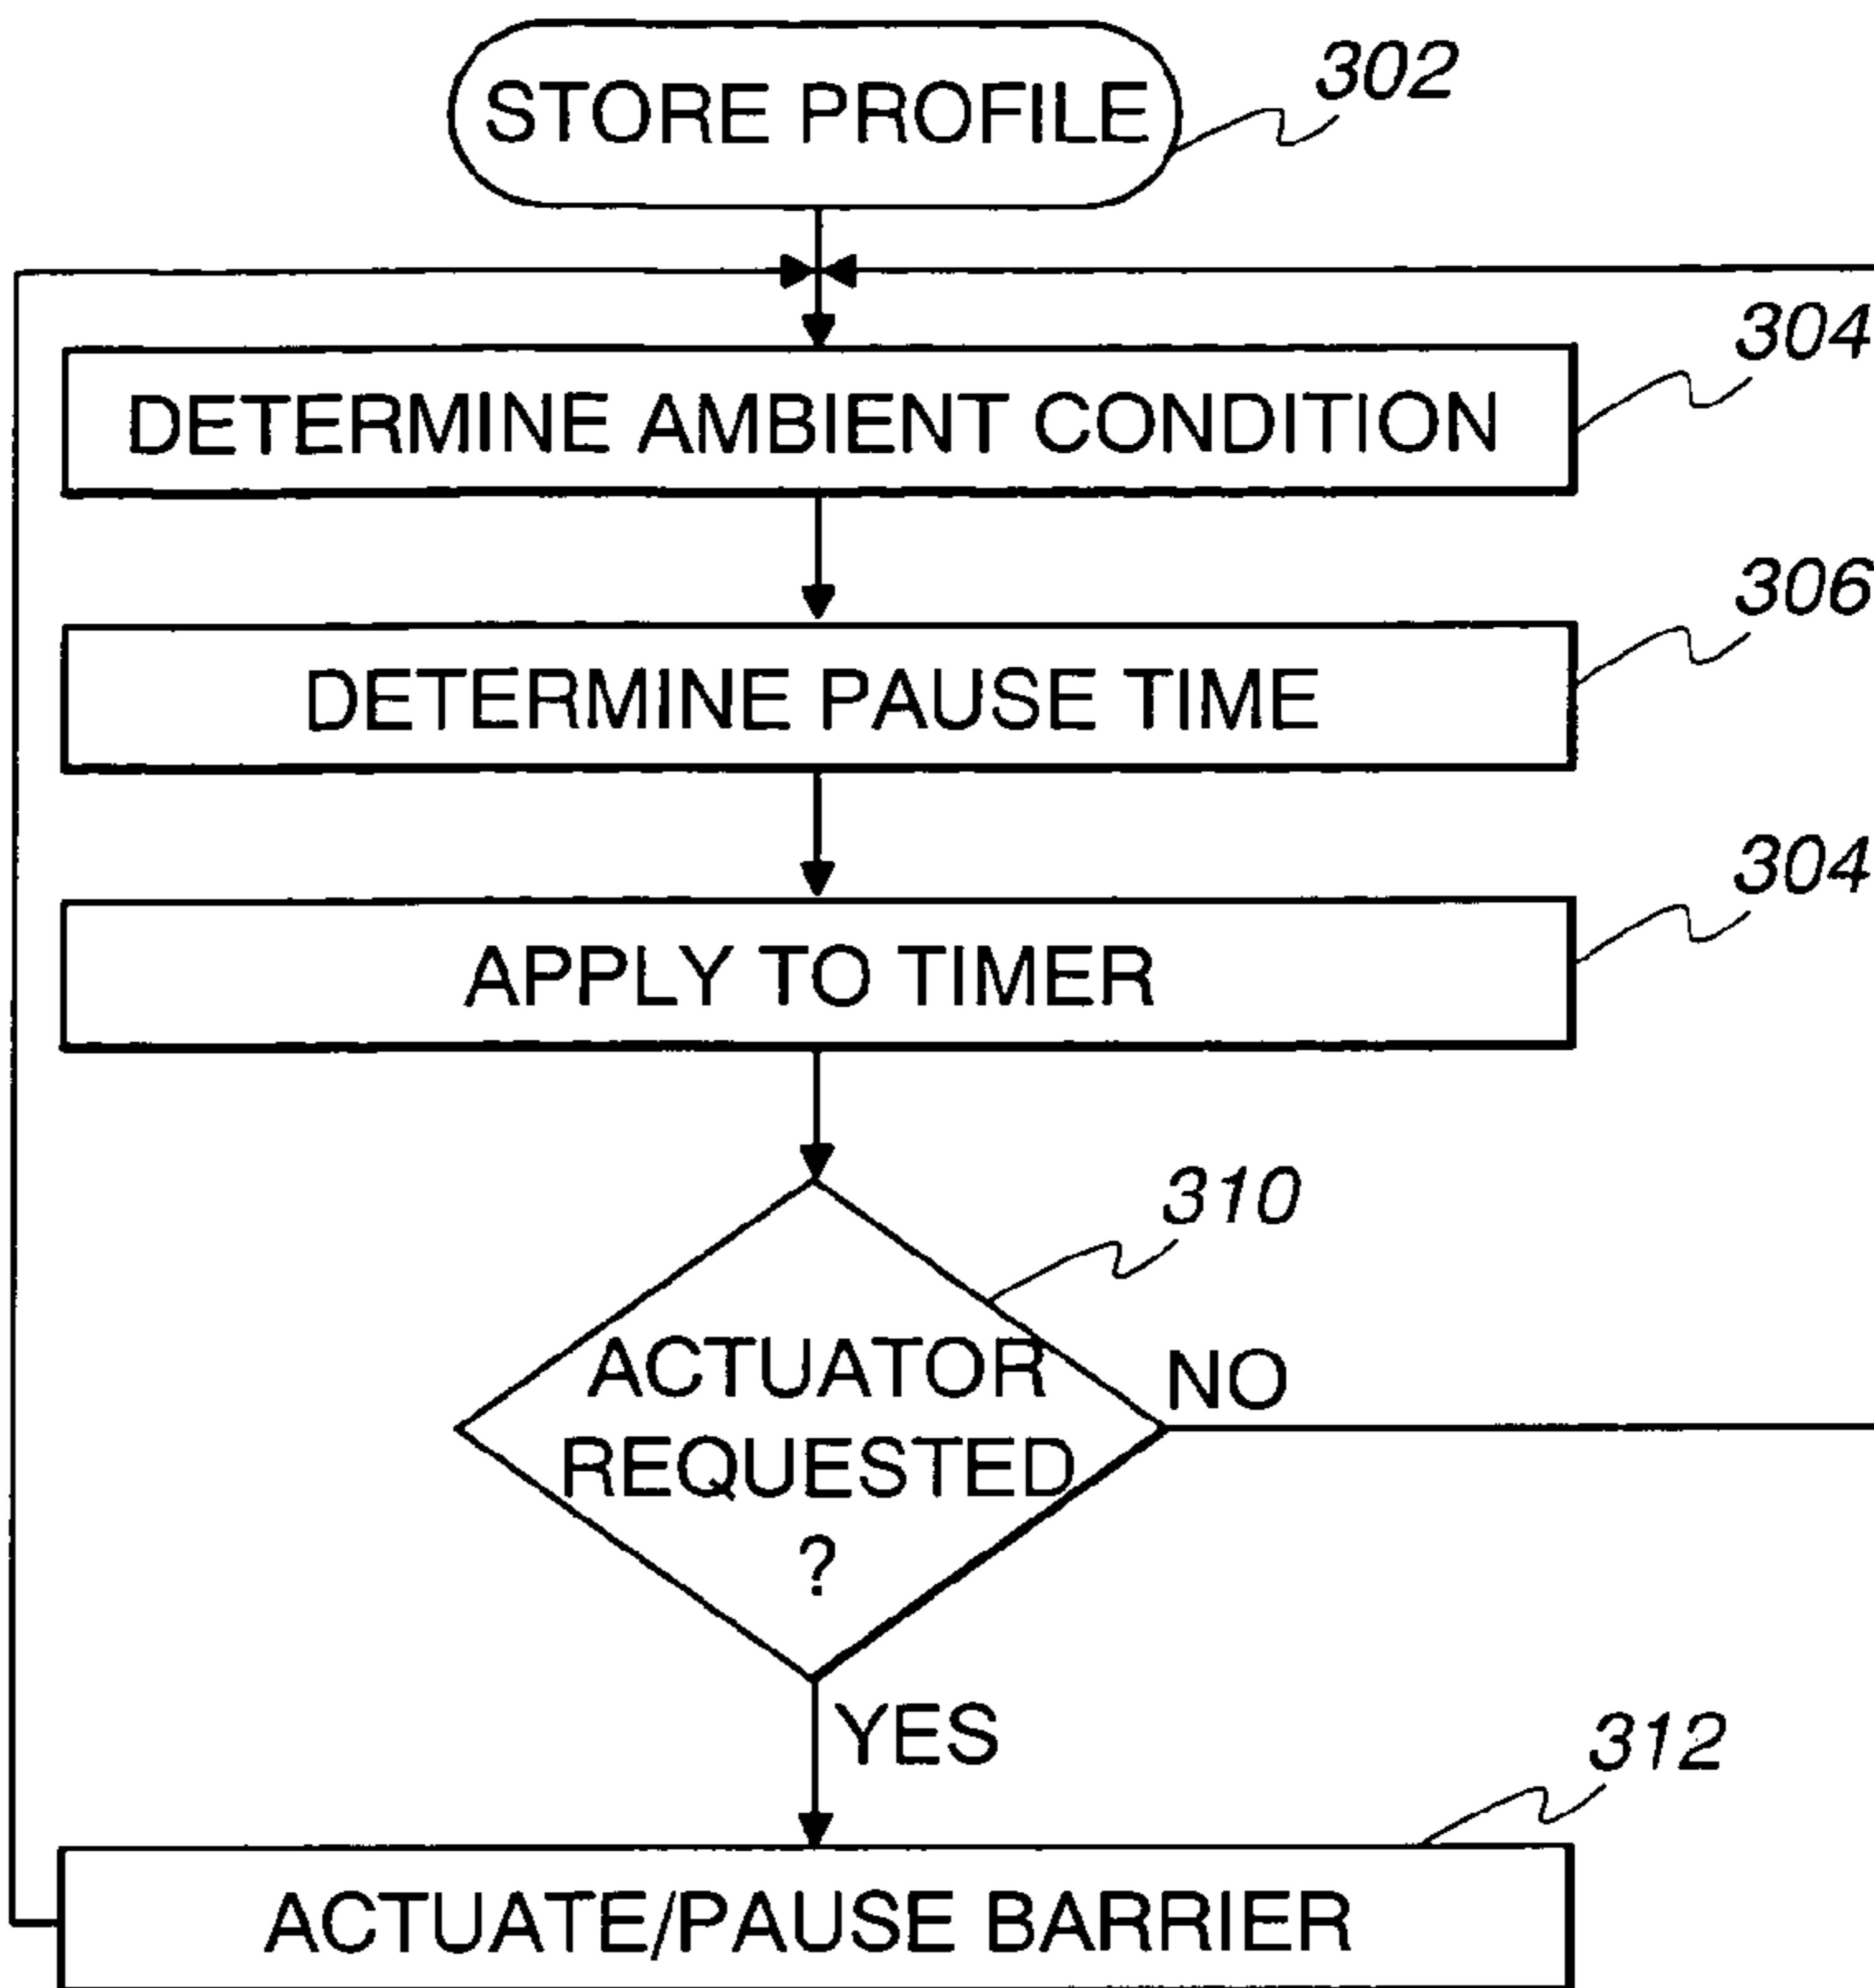 STORE PROFILE
302
DETERMINE AMBIENT CONDITION
304
DETERMINE PAUSE TIME
306
APPLY TO TIMER
304
310
ACTUATOR
REQUESTED
?
NO
YES
312
ACTUATE/PAUSE BARRIER